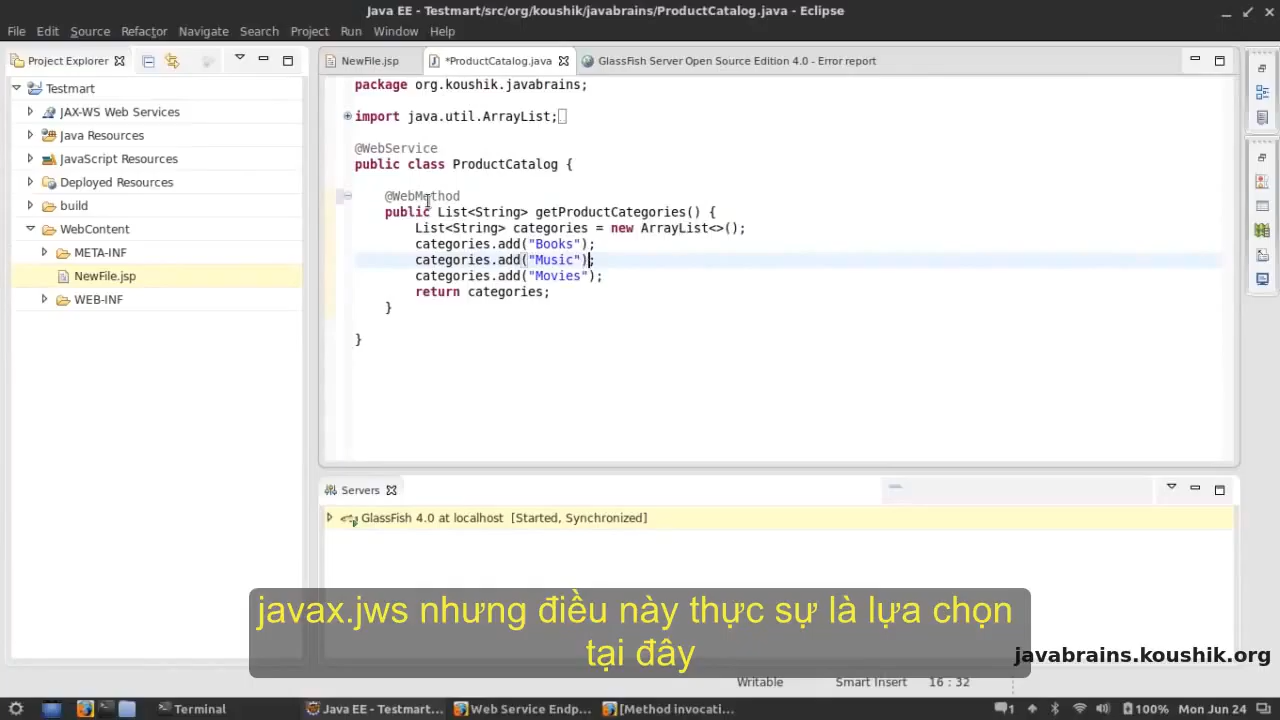 Java EE - Testmart/src/org/koushik/javabrains/ProductCatalog.java - Eclipse
File Edit Source Refactor Navigate Search Project Run Window Help
Project Explorer
NewFile.jsp
*ProductCatalog.java
GlassFish Server Open Source Edition 4.0 - Error report
Testmart
JAX-WS Web Services
Java Resources
JavaScript Resources
Deployed Resources
build
WebContent
META-INF
NewFile.jsp
WEB-INF
package org.koushik.javabrains;
import java.util.ArrayList;
@WebService
public class ProductCatalog {
@WebMethod
public List<String> getProductCategories() {
List<String> categories = new ArrayList<>();
categories.add("Books");
categories.add("Music");
categories.add("Movies");
return categories;
}
}
Servers
GlassFish 4.0 at localhost [Started, Synchronized]
javax.jws nhưng điều này thực sự là lựa chọn
tại đây
javabrains.koushik.org
Writable
Smart Insert
16 : 32
Terminal
Java EE - Testmart...
Web Service Endp...
[Method invocati...
1
100%
Mon Jun 24